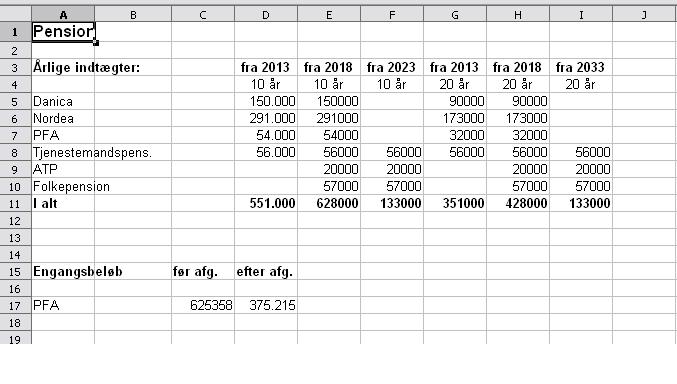 A B C D E F G H I J
1 Pension
2
3 Årlige indtægter: fra 2013 fra 2018 fra 2023 fra 2013 fra 2018 fra 2033
4 10 år 10 år 10 år 20 år 20 år 20 år
5 Danica 150.000 150000 90000 90000
6 Nordea 291.000 291000 173000 173000
7 PFA 54.000 54000 32000 32000
8 Tjenestemandspens. 56.000 56000 56000 56000 56000 56000
9 ATP 20000 20000 20000 20000
10 Folkepension 57000 57000 57000 57000
11 I alt 551.000 628000 133000 351000 428000 133000
12
13
14
15 Engangsbeløb før afg. efter afg.
16
17 PFA 625358 375.215
18
19